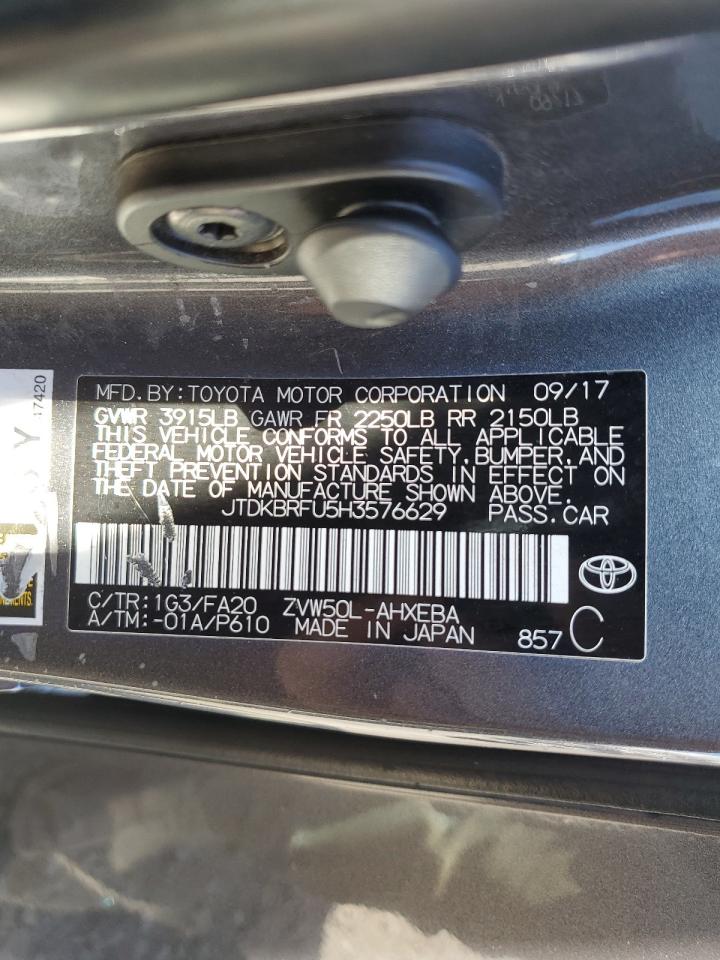 MFD.BY:TOYOTA MOTOR CORPORATION 09/17
GVWR 3915LB GAWR FR 2250LB RR 2150LB
THIS VEHICLE CONFORMS TO ALL APPLICABLE
FEDERAL MOTOR VEHICLE SAFETY,BUMPER,AND
THEFT PREVENTION STANDARDS IN EFFECT ON
THE DATE OF MANUFACTURE SHOWN ABOVE.
JTDKBRFU5H3576629 PASS.CAR
C/TR:1G3/FA20 ZVW50L-AHXEBA
A/TM:-01A/P610 MADE IN JAPAN 857 C
17420
Y